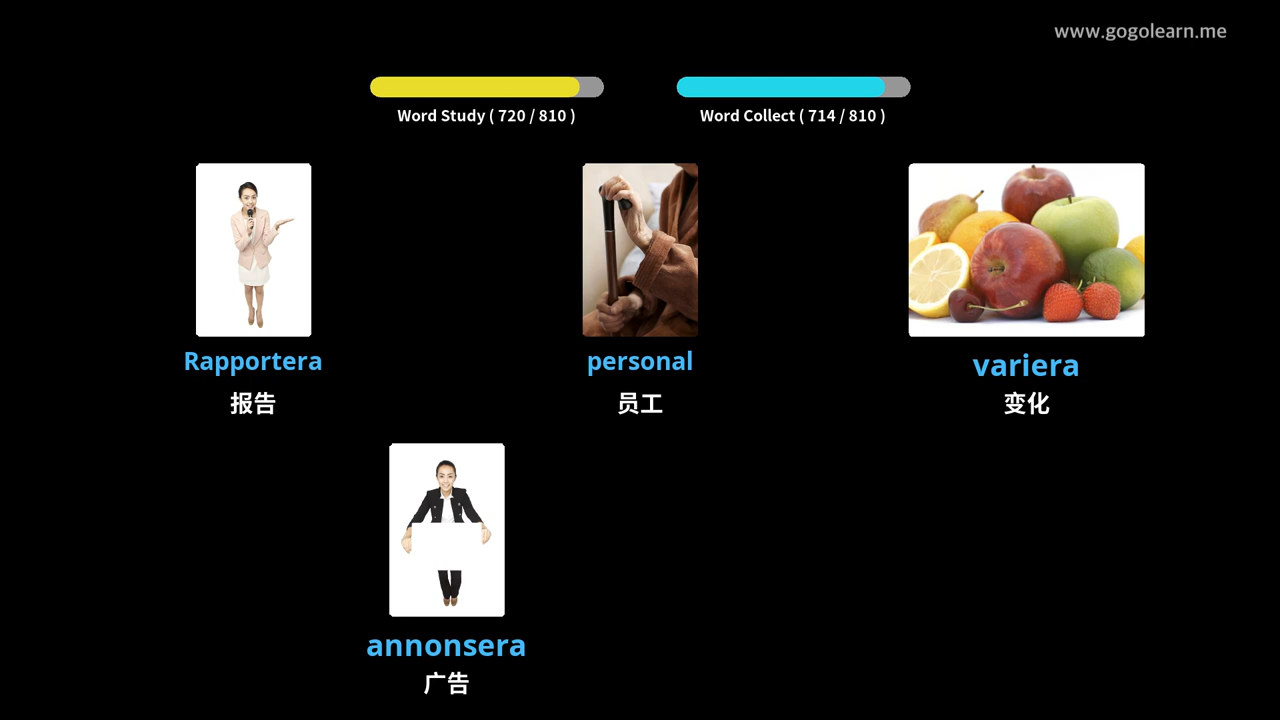 www.gogolearn.me
Word Study ( 720 / 810 )
Word Collect ( 714 / 810 )
Rapportera
报告
personal
员工
variera
变化
annonsera
广告